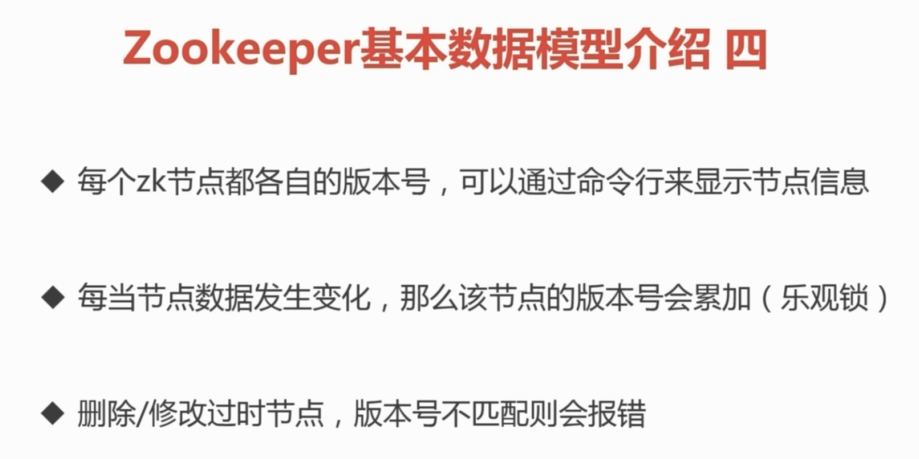 Zookeeper基本数据模型介绍 四
◆ 每个zk节点都各自的版本号，可以通过命令行来显示节点信息
◆ 每当节点数据发生变化，那么该节点的版本号会累加（乐观锁）
◆ 删除/修改过时节点，版本号不匹配则会报错